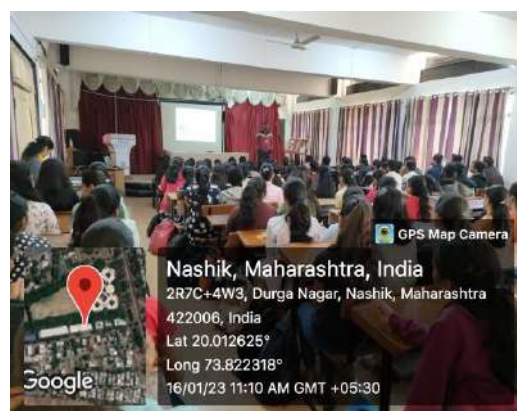 GPS Map Camera
Nashik, Maharashtra, India
2R7C+4W3, Durga Nagar, Nashik, Maharashtra
422006, India
Lat 20.012625°
Long 73.822318°
16/01/23 11:10 AM GMT +05:30
Google